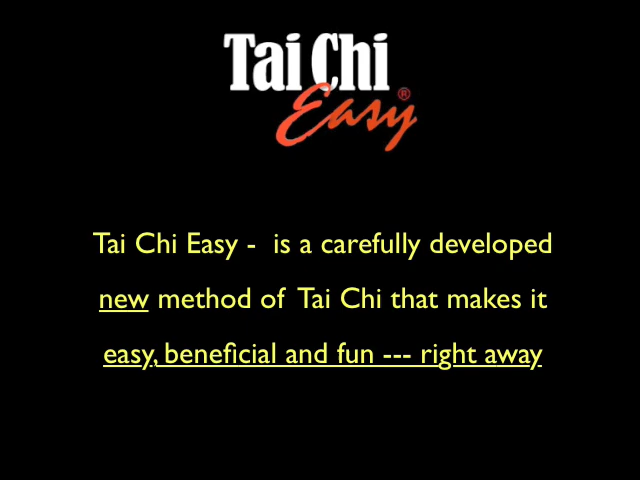 Tai Chi
Easy®
Tai Chi Easy - is a carefully developed
new method of Tai Chi that makes it
easy, beneficial and fun --- right away